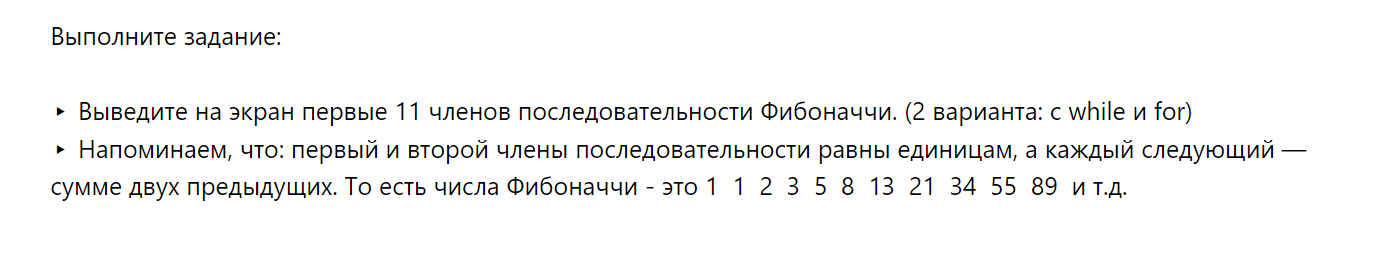 Выполните задание:
‣ Выведите на экран первые 11 членов последовательности Фибоначчи. (2 варианта: с while и for)
‣ Напоминаем, что: первый и второй члены последовательности равны единицам, а каждый следующий —
сумме двух предыдущих. То есть числа Фибоначчи - это 1  1  2  3  5  8  13  21  34  55  89  и т.д.